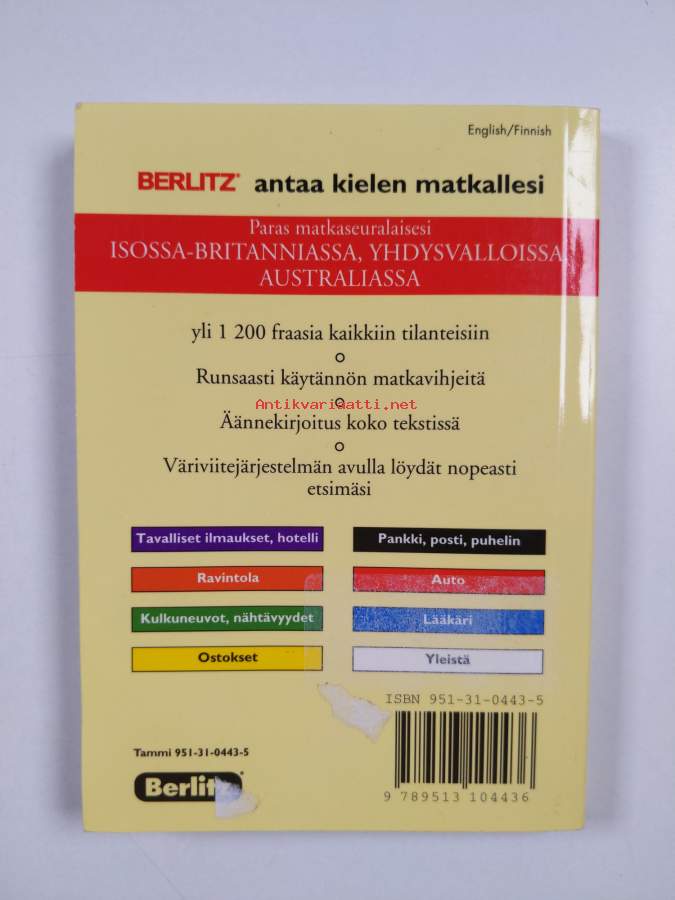 English/Finnish
BERLITZ® antaa kielen matkallesi
Paras matkaseuralaisesi
ISOSSA-BRITANNIASSA, YHDYSVALLOISSA,
AUSTRALIASSA
yli 1 200 fraasia kaikkiin tilanteisiin
Runsaasti käytännön matkavihjeitä
Antikvariaatti.net
Äännekirjoitus koko tekstissä
Väriviitejärjestelmän avulla löydät nopeasti
etsimäsi
Tavalliset ilmaukset, hotelli
Pankki, posti, puhelin
Ravintola
Auto
Kulkuneuvot, nähtävyydet
Lääkäri
Ostokset
Yleistä
ISBN 951-31-0443-5
Tammi 951-31-0443-5
Berlitz
9 789513 104436